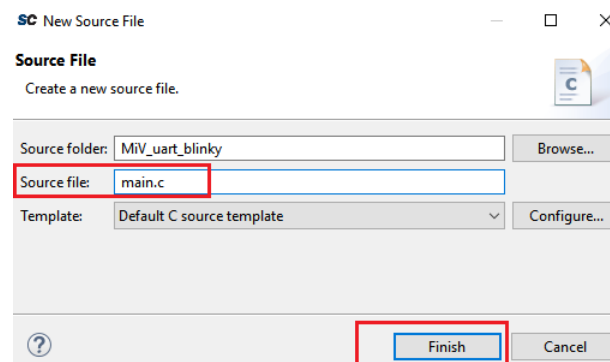 SC New Source File
Source File
Create a new source file.
c
Source folder: MiV_uart_blinky Browse...
Source file: main.c
Template: Default C source template Configure...
? Finish Cancel